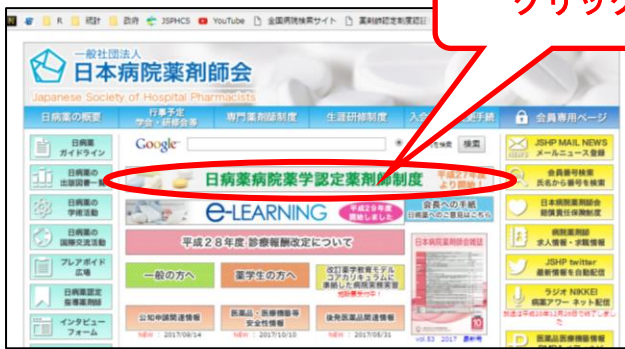 クリック
R 統計 政府 JSPHCS YouTube 全国病院検索サイト 薬剤師認定制度認証
一般社団法人
日本病院薬剤師会
Japanese Society of Hospital Pharmacists
日病薬の概要
行事予定
学会・研修会等
専門薬剤師制度
生涯研修制度
会員専用ページ
日病薬
ガイドライン
Google
検索
JSHP MAIL NEWS
メールニュース登録
日病薬の
出版図書一覧
日病薬病院薬学認定薬剤師制度
平成27年度
より開始!
会員番号検索
氏名から番号を検索
日病薬の
学術活動
e-LEARNING
平成29年度
開始しました
会長への手紙
日病薬へのご意見はこちら
日本病院薬剤師会
賠償責任保険制度
日病薬の
国際交流活動
平成28年度 診療報酬改定について
日本病院薬剤師会雑誌
病院薬剤師
求人情報・求職情報
プレアボイド
広場
一般の方へ
薬学生の方へ
改訂薬学教育モデル
コアカリキュラムに
準拠した病院実務実習
JSHP twitter
最新情報を自動配信
日病薬認定
指導薬剤師
ラジオ NIKKEI
病薬アワー ネット配信
インタビュー
フォーム
公知申請関連情報
NEW : 2017/09/14
医薬品・医療機器等
安全性情報
NEW : 2017/10/10
後発医薬品関連情報
NEW : 2017/08/31
10
vol.53 2017 最新号
医薬品医療機器情報